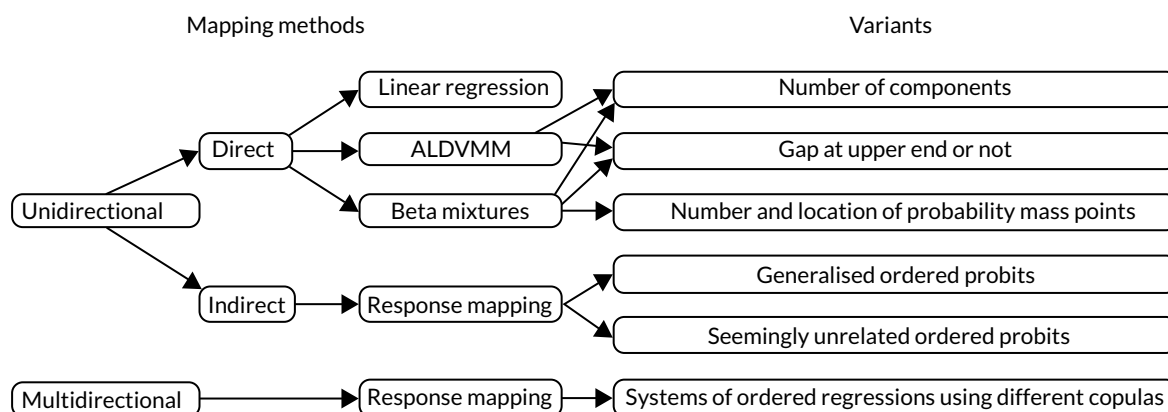 Mapping methods
Variants
Linear regression
Number of components
Direct
ALDVMM
Gap at upper end or not
Unidirectional
Beta mixtures
Number and location of probability mass points
Generalised ordered probits
Indirect
Response mapping
Seemingly unrelated ordered probits
Multidirectional
Response mapping
Systems of ordered regressions using different copulas